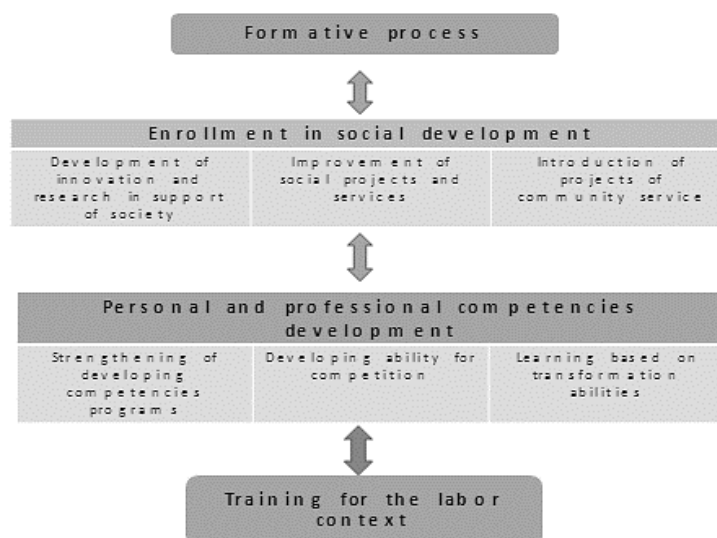 Formative process
Enrollment in social development
Development of
innovation and
research in support
of society
Improvement of
social projects and
services
Introduction of
projects of
community service
Personal and professional competencies
development
Strengthening of
developing
competencies
programs
Developing ability for
competition
Learning based on
transformation
abilities
Training for the labor
context